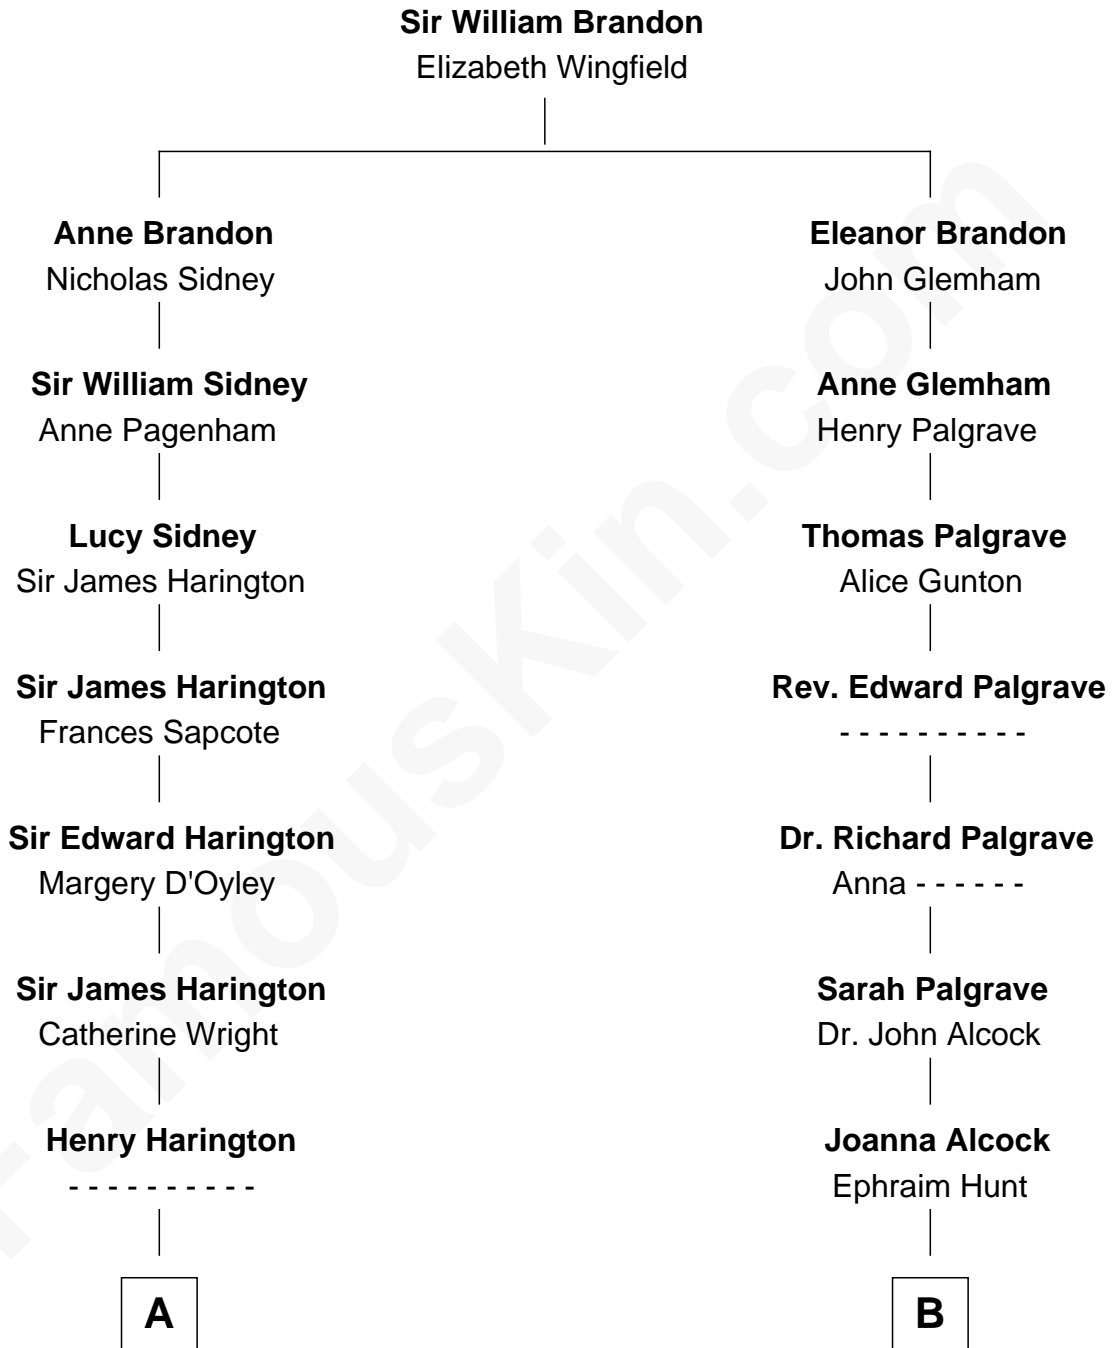 Sir William Brandon
Elizabeth Wingfield
Anne Brandon
Nicholas Sidney
Eleanor Brandon
John Glemham
Sir William Sidney
Anne Pagenham
Anne Glemham
Henry Palgrave
Lucy Sidney
Sir James Harington
Thomas Palgrave
Alice Gunton
Sir James Harington
Frances Sapcote
Rev. Edward Palgrave
- - - - - - - - - -
Sir Edward Harington
Margery D'Oyley
Dr. Richard Palgrave
Anna - - - - - -
Sir James Harington
Catherine Wright
Sarah Palgrave
Dr. John Alcock
Henry Harington
- - - - - - - - - -
Joanna Alcock
Ephraim Hunt
A
B
FamousKin.com